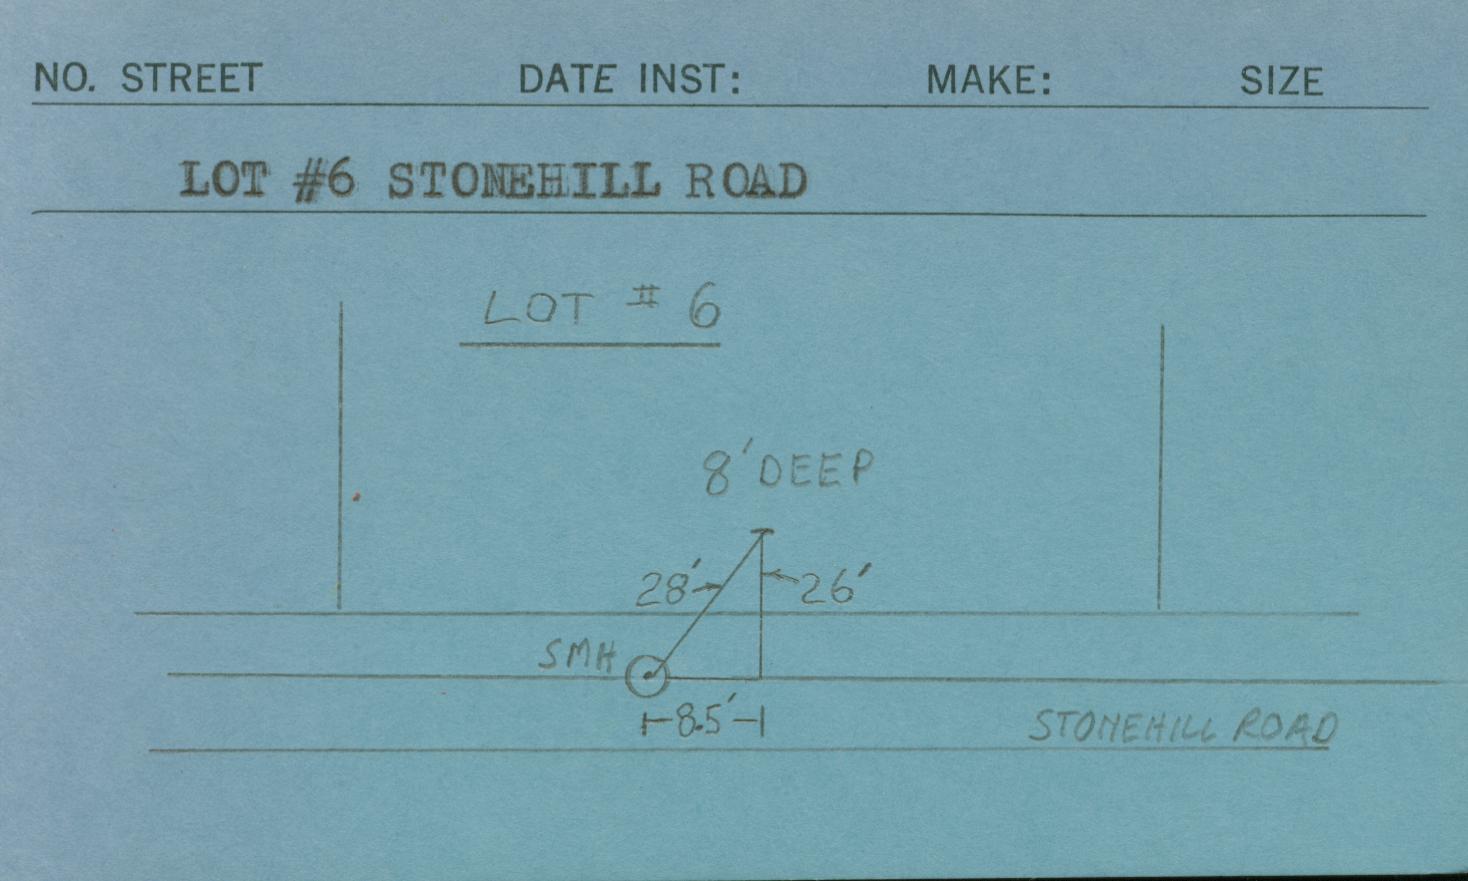 NO. STREET DATE INST: MAKE: SIZE
LOT #6 STONEHILL ROAD
LOT # 6
8' DEEP
28' 26'
SMH
8.5'
STONEHILL ROAD